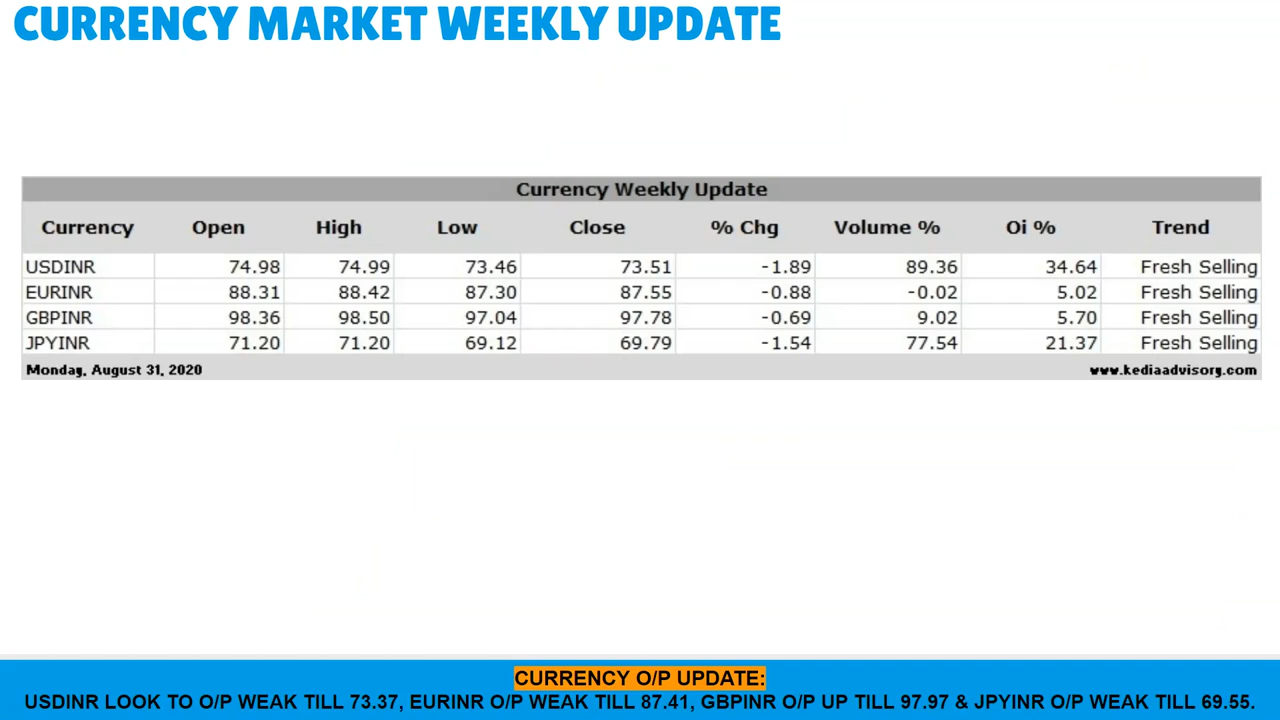 CURRENCY MARKET WEEKLY UPDATE
Currency Weekly Update
Currency Open High Low Close % Chg Volume % Oi % Trend
USDINR 74.98 74.99 73.46 73.51 -1.89 89.36 34.64 Fresh Selling
EURINR 88.31 88.42 87.30 87.55 -0.88 -0.02 5.02 Fresh Selling
GBPINR 98.36 98.50 97.04 97.78 -0.69 9.02 5.70 Fresh Selling
JPYINR 71.20 71.20 69.12 69.79 -1.54 77.54 21.37 Fresh Selling
Monday, August 31, 2020 www.kediaadvisory.com
CURRENCY O/P UPDATE:
USDINR LOOK TO O/P WEAK TILL 73.37, EURINR O/P WEAK TILL 87.41, GBPINR O/P UP TILL 97.97 & JPYINR O/P WEAK TILL 69.55.